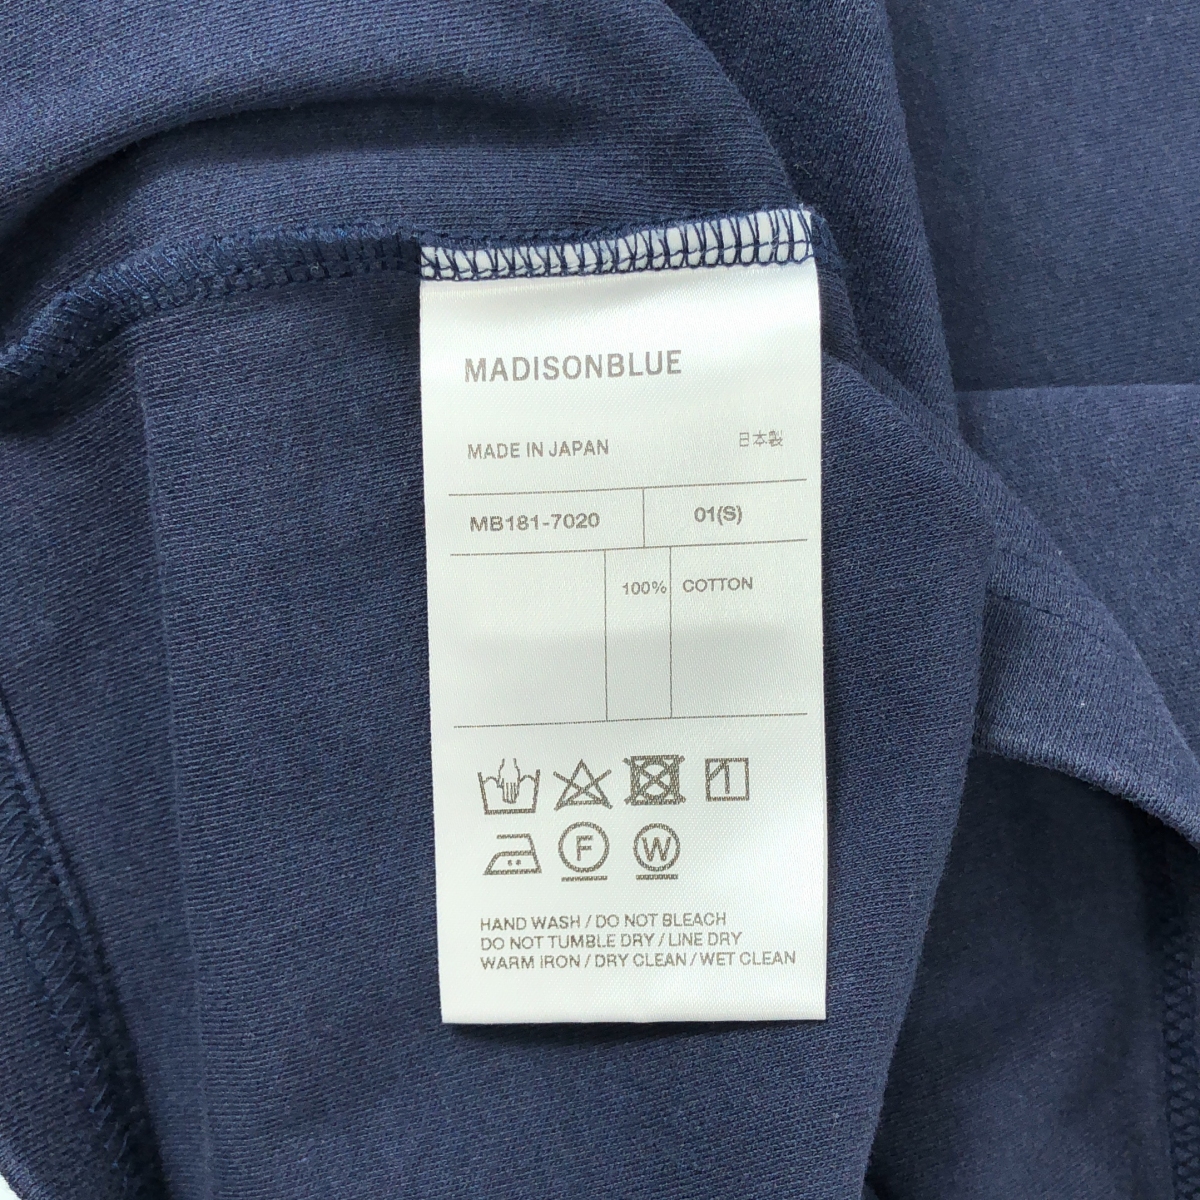 MADISONBLUE
MADE IN JAPAN 日本製
MB181-7020 01(S)
100% COTTON
F W
HAND WASH / DO NOT BLEACH
DO NOT TUMBLE DRY / LINE DRY
WARM IRON / DRY CLEAN / WET CLEAN